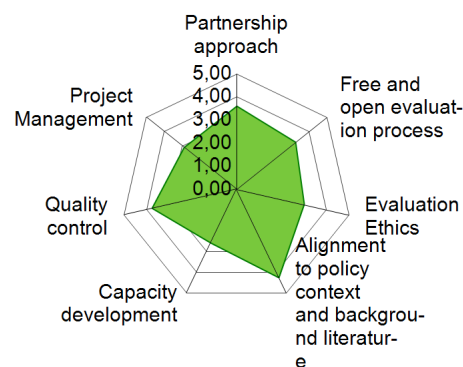 Partnership
approach
5,00
4,00
3,00
2,00
1,00
0,00
Free and
open evaluat-
ion process
Evaluation
Ethics
Alignment
to policy
context
and backgrou-
nd literatur-
e
Capacity
development
Quality
control
Project
Management